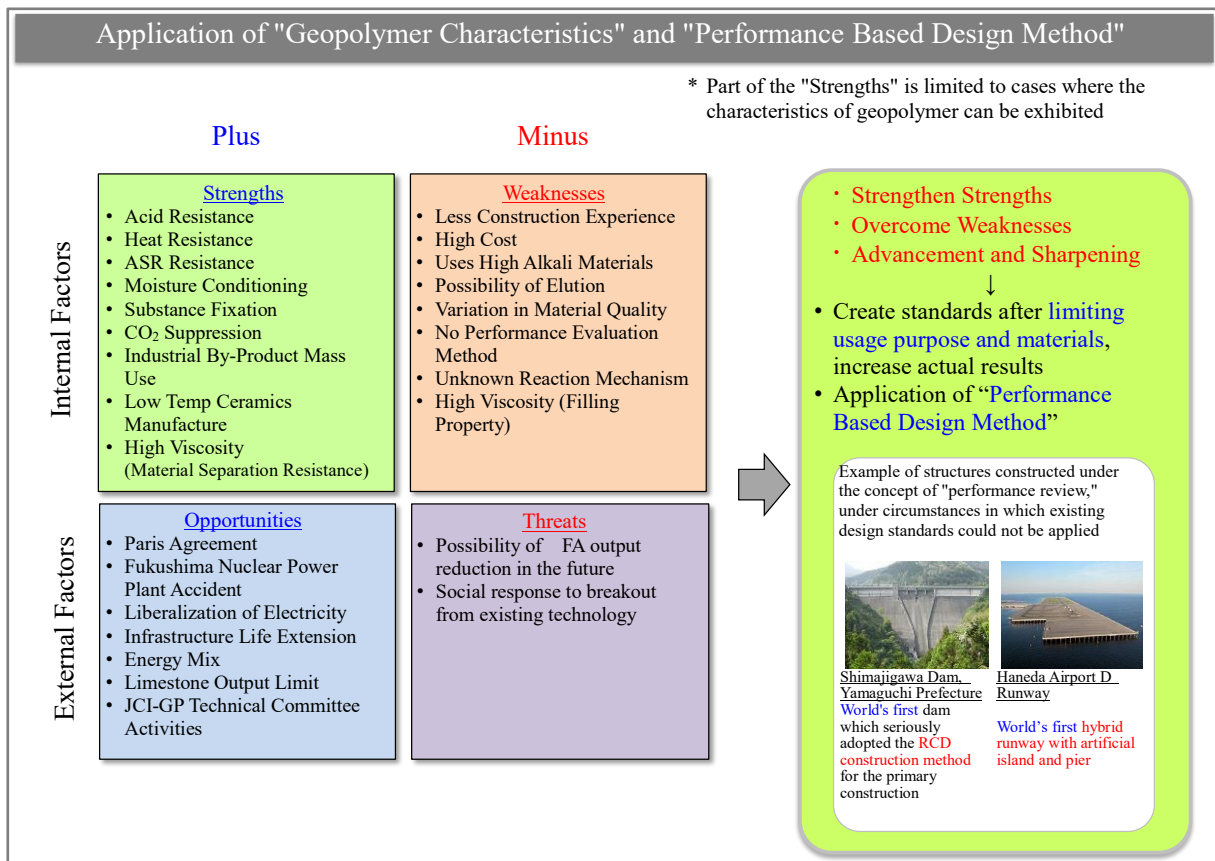 Application of "Geopolymer Characteristics" and "Performance Based Design Method"
* Part of the "Strengths" is limited to cases where the
characteristics of geopolymer can be exhibited
Plus
Minus
Internal Factors
Strengths
• Acid Resistance
• Heat Resistance
• ASR Resistance
• Moisture Conditioning
• Substance Fixation
• CO₂ Suppression
• Industrial By-Product Mass
Use
• Low Temp Ceramics
Manufacture
• High Viscosity
(Material Separation Resistance)
Weaknesses
• Less Construction Experience
• High Cost
• Uses High Alkali Materials
• Possibility of Elution
• Variation in Material Quality
• No Performance Evaluation
Method
• Unknown Reaction Mechanism
• High Viscosity (Filling
Property)
External Factors
Opportunities
• Paris Agreement
• Fukushima Nuclear Power
Plant Accident
• Liberalization of Electricity
• Infrastructure Life Extension
• Energy Mix
• Limestone Output Limit
• JCI-GP Technical Committee
Activities
Threats
• Possibility of FA output
reduction in the future
• Social response to breakout
from existing technology
・Strengthen Strengths
・Overcome Weaknesses
・Advancement and Sharpening
↓
• Create standards after limiting
usage purpose and materials,
increase actual results
• Application of “Performance
Based Design Method”
Example of structures constructed under
the concept of "performance review,"
under circumstances in which existing
design standards could not be applied
Shimajigawa Dam,
Yamaguchi Prefecture
World's first dam
which seriously
adopted the RCD
construction method
for the primary
construction
Haneda Airport D
Runway
World’s first hybrid
runway with artificial
island and pier